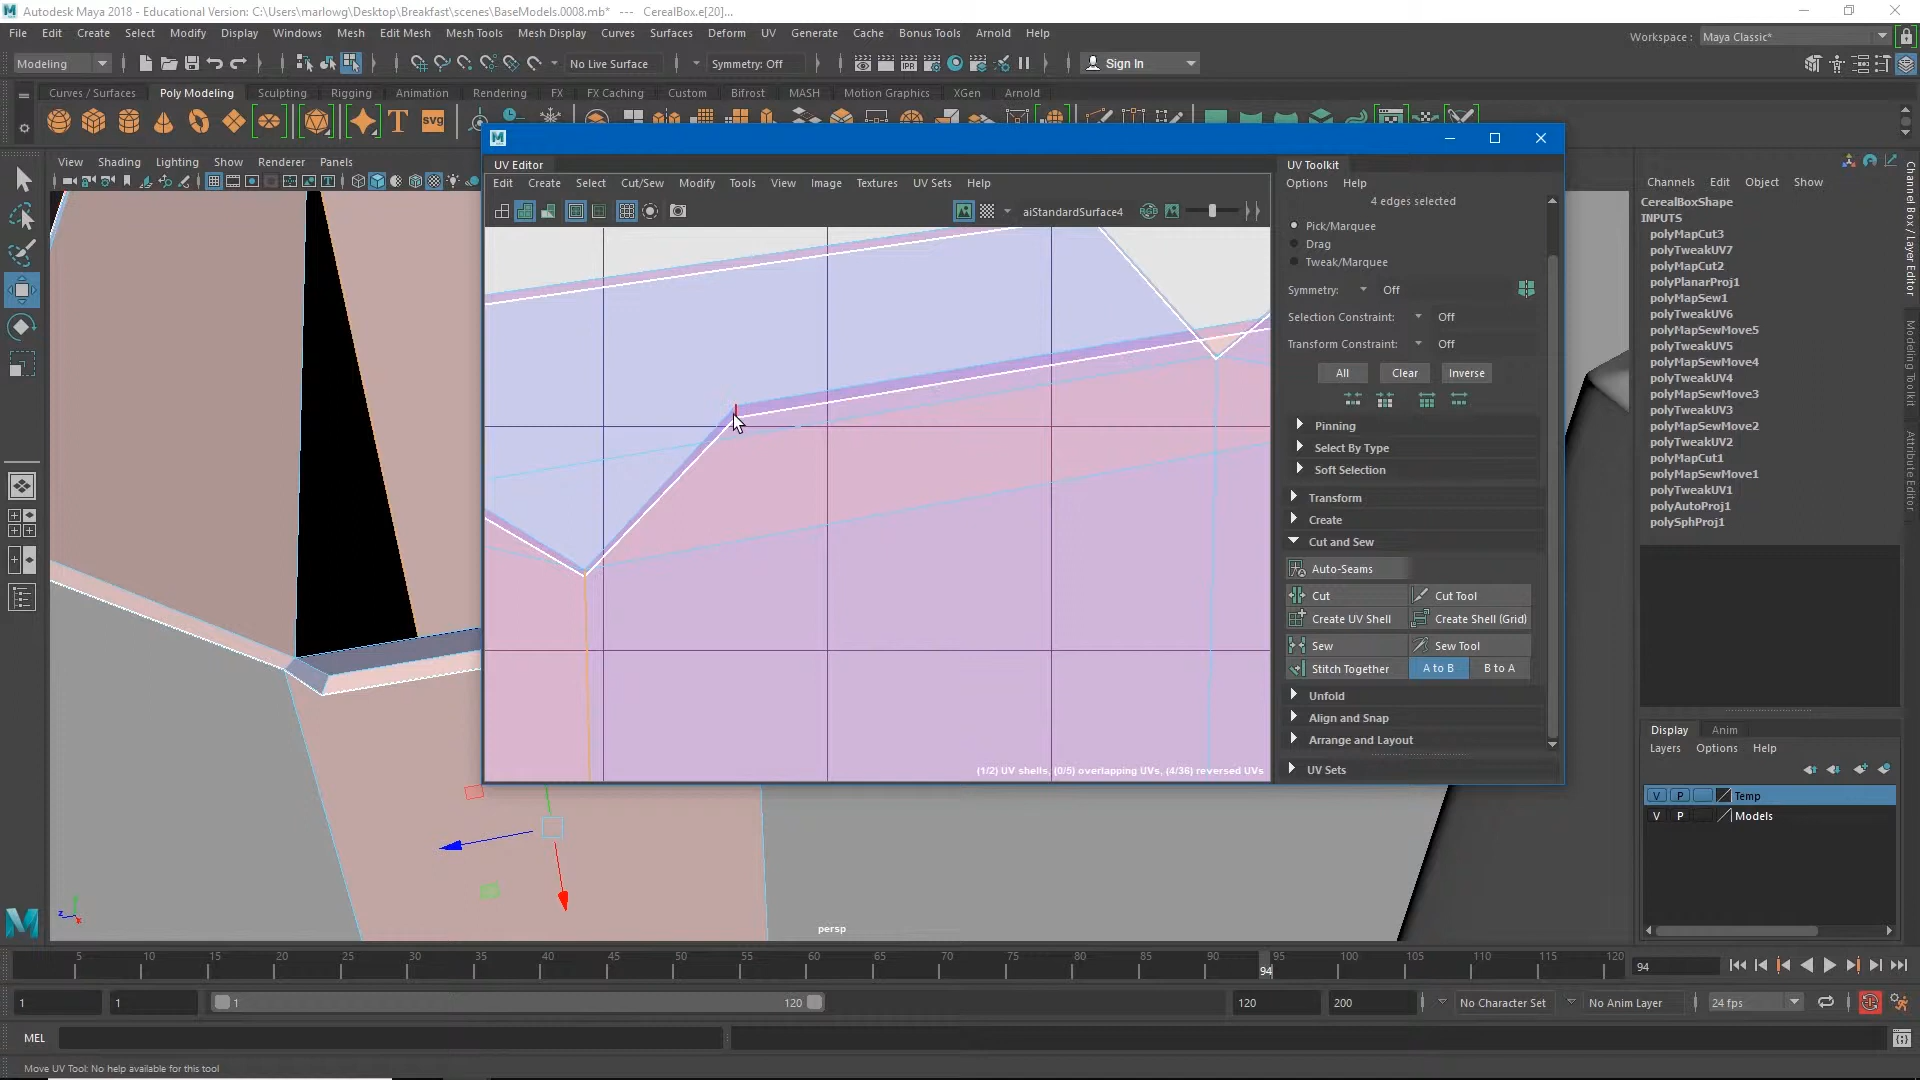 Autodesk Maya 2018 - Educational Version: C:\Users\marlowg\Desktop\Breakfast\scenes\BaseModels.0008.mb* --- CerealBox.e[20]...
File Edit Create Select Modify Display Windows Mesh Edit Mesh Mesh Tools Mesh Display Curves Surfaces Deform UV Generate Cache Bonus Tools Arnold Help
Workspace : Maya Classic*
Modeling No Live Surface Symmetry: Off Sign In
Curves / Surfaces Poly Modeling Sculpting Rigging Animation Rendering FX FX Caching Custom Bifrost MASH Motion Graphics XGen Arnold
SVG
View Shading Lighting Show Renderer Panels
UV Editor
Edit Create Select Cut/Sew Modify Tools View Image Textures UV Sets Help
aiStandardSurface4
(1/2) UV shells, (0/5) overlapping UVs, (4/36) reversed UVs
UV Toolkit
Options Help
4 edges selected
Pick/Marquee
Drag
Tweak/Marquee
Symmetry: Off
Selection Constraint: Off
Transform Constraint: Off
All Clear Inverse
Pinning
Select By Type
Soft Selection
Transform
Create
Cut and Sew
Auto-Seams
Cut Cut Tool
Create UV Shell Create Shell (Grid)
Sew Sew Tool
Stitch Together A to B B to A
Unfold
Align and Snap
Arrange and Layout
UV Sets
Channels Edit Object Show
CerealBoxShape
INPUTS
polyMapCut3
polyTweakUV7
polyMapCut2
polyPlanarProj1
polyMapSew1
polyTweakUV6
polyMapSewMove5
polyTweakUV5
polyMapSewMove4
polyTweakUV4
polyMapSewMove3
polyTweakUV3
polyMapSewMove2
polyTweakUV2
polyMapCut1
polyMapSewMove1
polyTweakUV1
polyAutoProj1
polySphProj1
Channel Box / Layer Editor
Modeling Toolkit
Attribute Editor
Display Anim
Layers Options Help
V P Temp
V P Models
persp
5 10 15 20 25 30 35 40 45 50 55 60 65 70 75 80 85 90 95 100 105 110 115 120
94
94
1 1 1 120 120 200 No Character Set No Anim Layer 24 fps
MEL
Move UV Tool: No help available for this tool